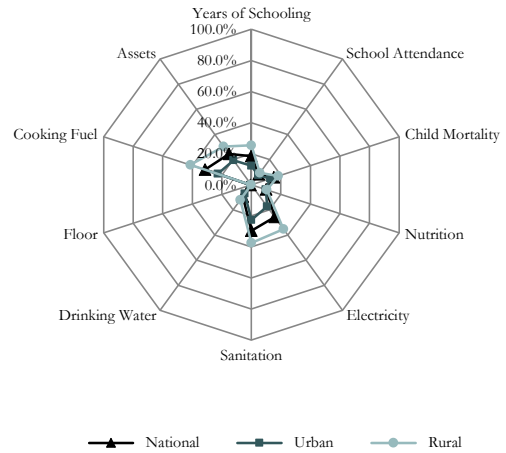 Years of Schooling
100.0%
Assets
School Attendance
80.0%
60.0%
40.0%
Cooking Fuel
Child Mortality
20.0%
0.0%
Floor
Nutrition
Drinking Water
Electricity
Sanitation
National Urban Rural